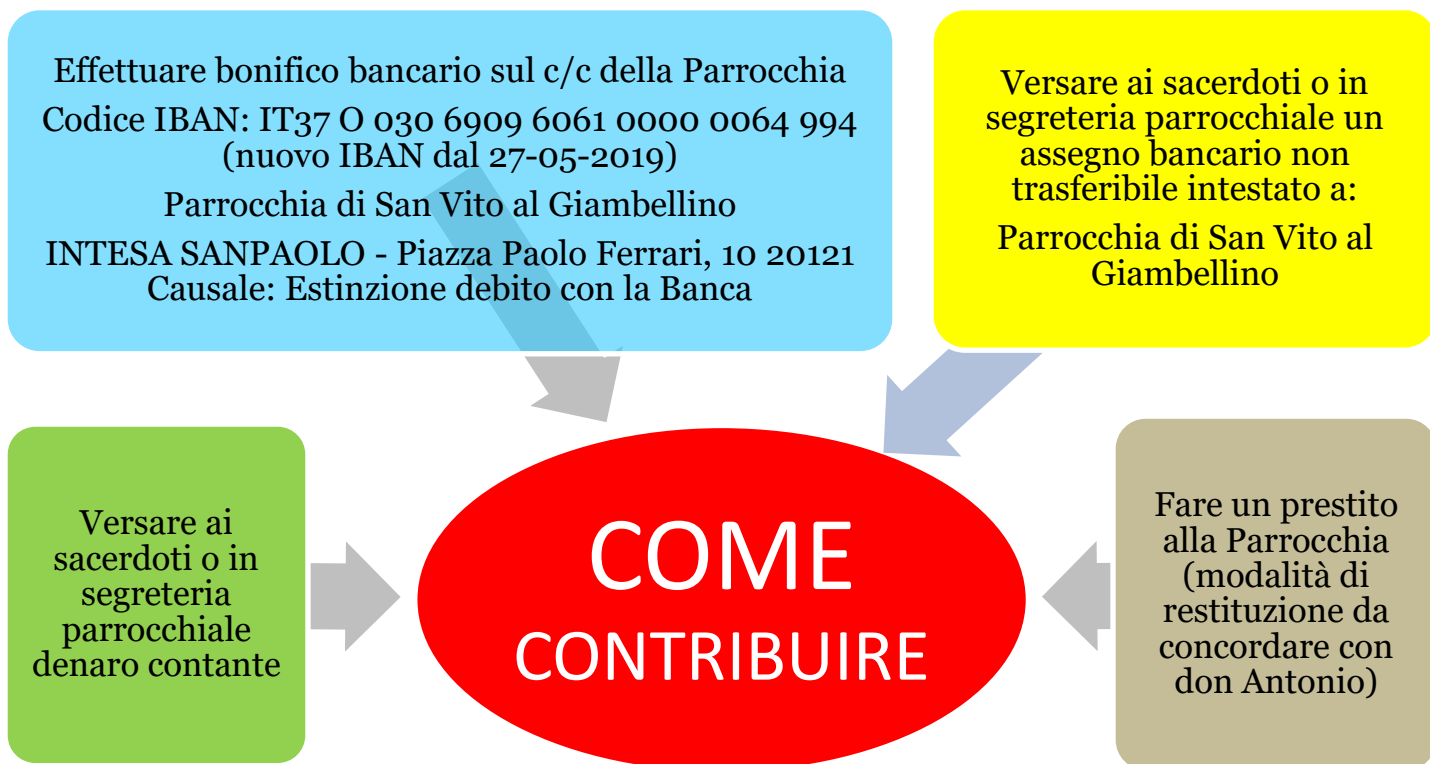 Effettuare bonifico bancario sul c/c della Parrocchia
Codice IBAN: IT37 O 030 6909 6061 0000 0064 994
(nuovo IBAN dal 27-05-2019)
Parrocchia di San Vito al Giambellino
INTESA SANPAOLO - Piazza Paolo Ferrari, 10 20121
Causale: Estinzione debito con la Banca
Versare ai sacerdoti o in
segreteria parrocchiale un
assegno bancario non
trasferibile intestato a:
Parrocchia di San Vito al
Giambellino
Versare ai
sacerdoti o in
segreteria
parrocchiale
denaro contante
COME
CONTRIBUIRE
Fare un prestito
alla Parrocchia
(modalità di
restituzione da
concordare con
don Antonio)